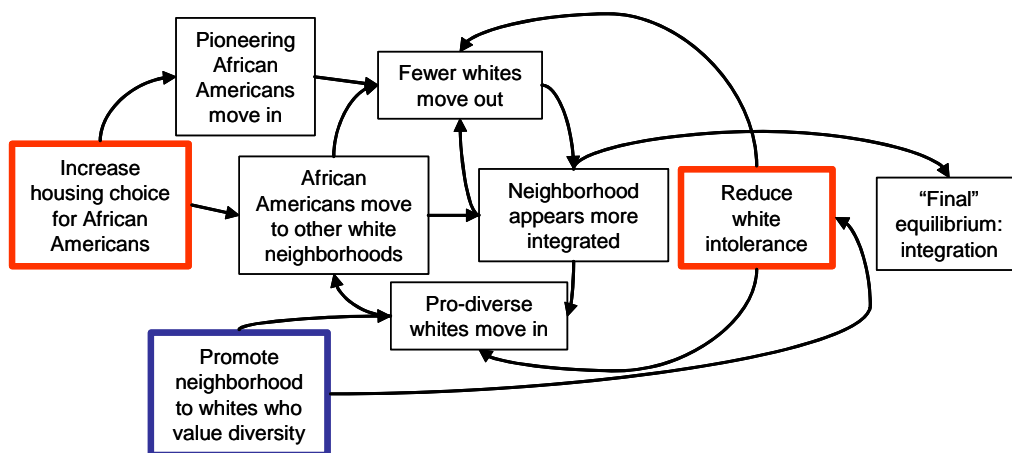 Pioneering
African
Americans
move in
Fewer whites
move out
Increase
housing choice
for African
Americans
African
Americans move
to other white
neighborhoods
Neighborhood
appears more
integrated
Reduce
white
intolerance
“Final”
equilibrium:
integration
Pro-diverse
whites move in
Promote
neighborhood
to whites who
value diversity